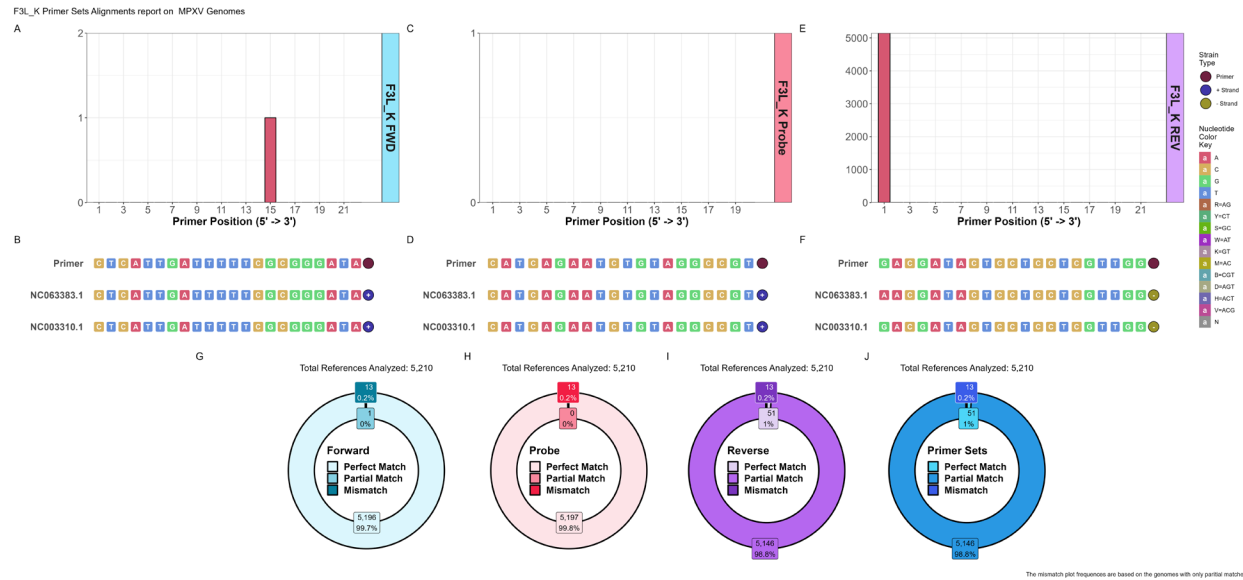 F3L_K Primer Sets Alignments report on MPXV Genomes
A
2
1
0
1 3 5 7 9 11 13 15 17 19 21
Primer Position (5' -> 3')
F3L_K FWD
C
1
0
1 3 5 7 9 11 13 15 17 19
Primer Position (5' -> 3')
F3L_K Probe
E
5000
4000
3000
2000
1000
0
1 3 5 7 9 11 13 15 17 19 21
Primer Position (5' -> 3')
F3L_K REV
Strain
Type
Primer
+ Strand
- Strand
Nucleotide
Color
Key
a A
a C
a G
a T
a R=AG
a Y=CT
a S=GC
a W=AT
a K=GT
a M=AC
a B=CGT
a D=AGT
a H=ACT
a V=ACG
a N
B
Primer C T C A T T G A T T T T T C G C G G G A T A
NC063383.1 C T C A T T G A T T T T T C G C G G G A T A +
NC003310.1 C T C A T T G A T T T T T C G C G G G A T A +
D
Primer C A T C A G A A T C T G T A G G C C G T
NC063383.1 C A T C A G A A T C T G T A G G C C G T +
NC003310.1 C A T C A G A A T C T G T A G G C C G T +
F
Primer G A C G A T A C T C C T C C T C G T T G G
NC063383.1 A A C G A T A C T C C T C C T C G T T G G -
NC003310.1 G A C G A T A C T C C T C C T C G T T G G -
G
Total References Analyzed: 5,210
13
0.2%
1
0%
Forward
Perfect Match
Partial Match
Mismatch
5,196
99.7%
H
Total References Analyzed: 5,210
13
0.2%
0
0%
Probe
Perfect Match
Partial Match
Mismatch
5,197
99.8%
I
Total References Analyzed: 5,210
13
0.2%
51
1%
Reverse
Perfect Match
Partial Match
Mismatch
5,146
98.8%
J
Total References Analyzed: 5,210
13
0.2%
51
1%
Primer Sets
Perfect Match
Partial Match
Mismatch
5,146
98.8%
The mismatch plot frequencies are based on the genomes with only paritial matche